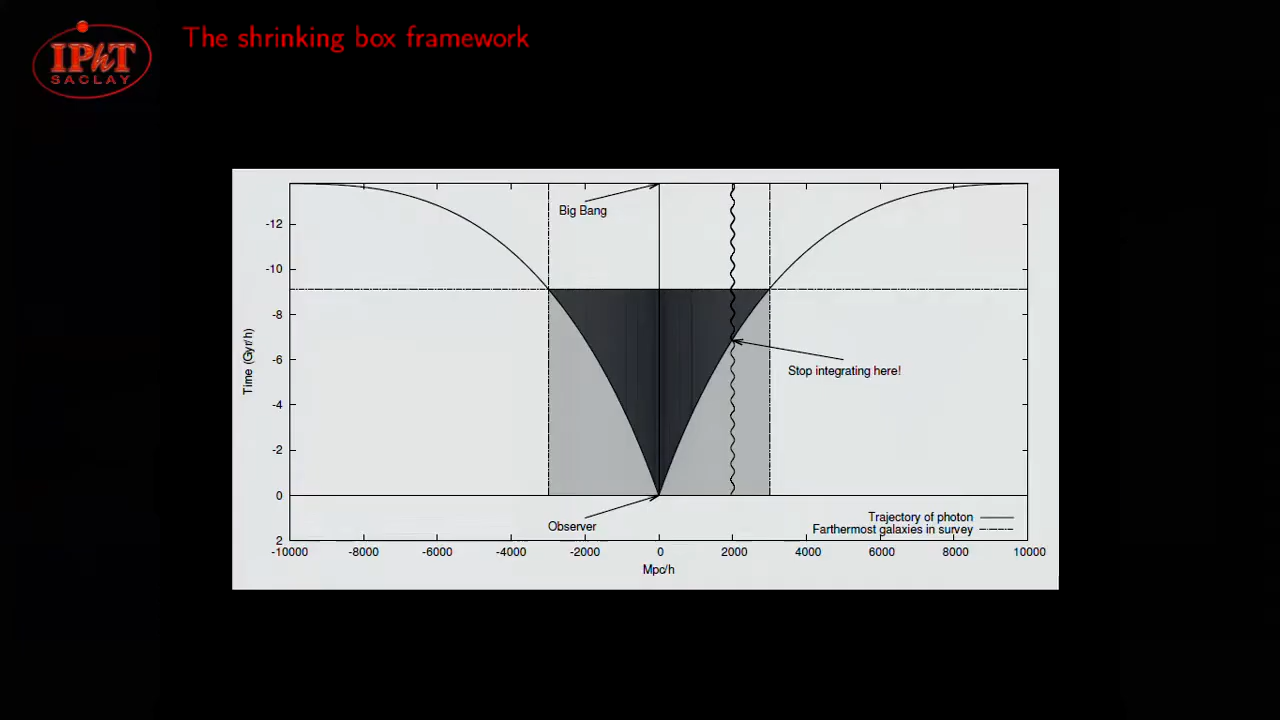 IPhT
SACLAY
The shrinking box framework
Big Bang
-12
-10
-8
-6
-4
-2
0
2
Time (Gyr/h)
Stop integrating here!
Observer
Trajectory of photon
Farthermost galaxies in survey
-10000 -8000 -6000 -4000 -2000 0 2000 4000 6000 8000 10000
Mpc/h